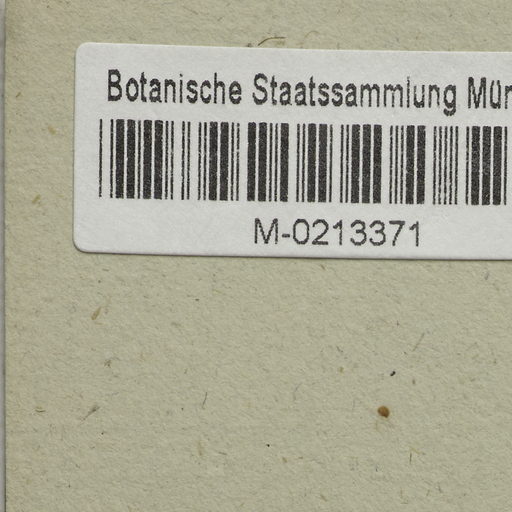 Botanische Staatssammlung Mün
M-0213371